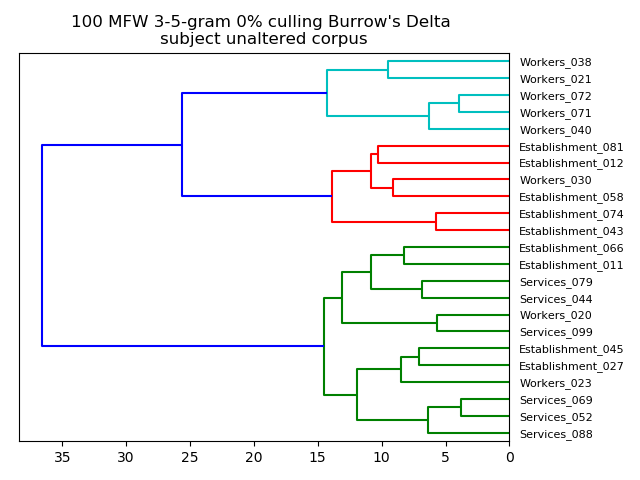 100 MFW 3-5-gram 0% culling Burrow's Delta
subject unaltered corpus
Workers_038
Workers_021
Workers_072
Workers_071
Workers_040
Establishment_081
Establishment_012
Workers_030
Establishment_058
Establishment_074
Establishment_043
Establishment_066
Establishment_011
Services_079
Services_044
Workers_020
Services_099
Establishment_045
Establishment_027
Workers_023
Services_069
Services_052
Services_088
35 30 25 20 15 10 5 0